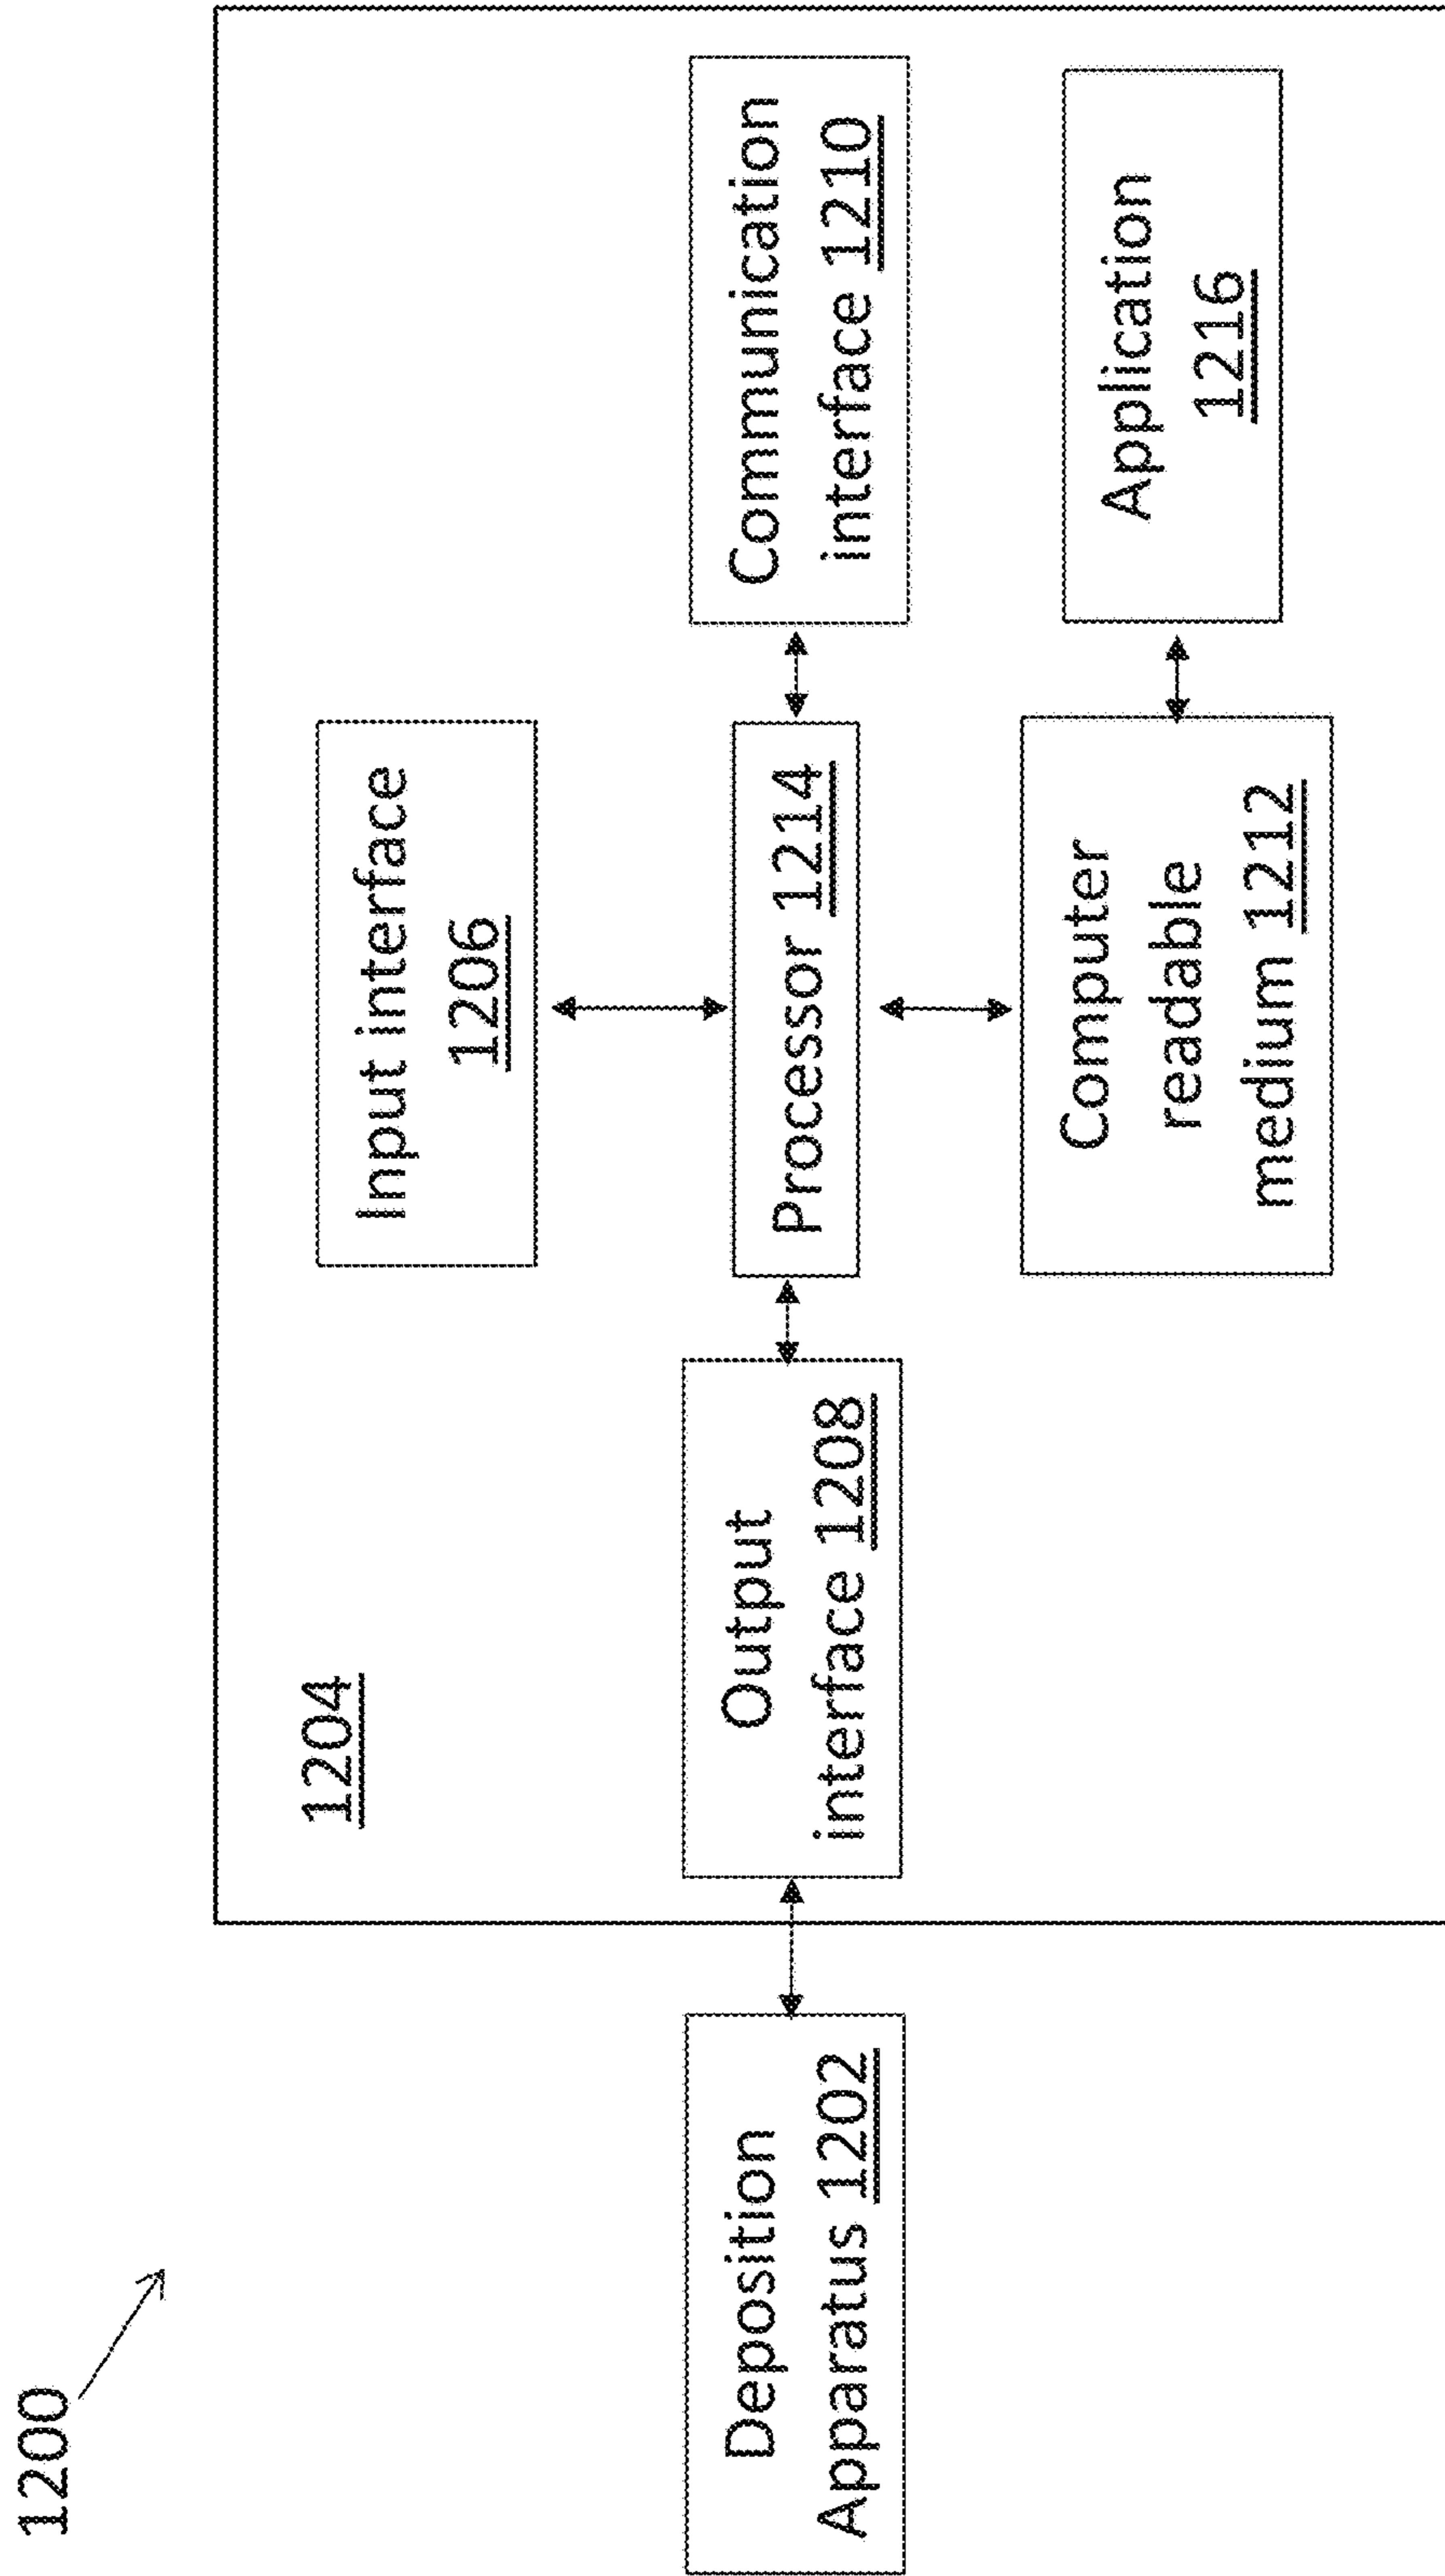 1200
1204
Input interface
1206
Deposition
Apparatus 1202
Output
interface 1208
Processor 1214
Communication
interface 1210
Computer
readable
medium 1212
Application
1216